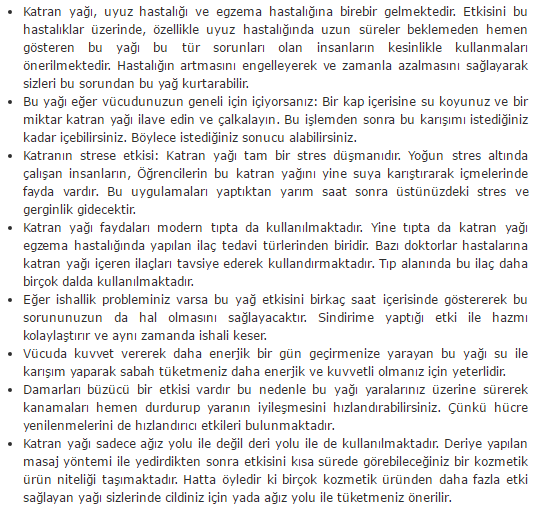 Katran yağı, uyuz hastalığı ve egzema hastalığına birebir gelmektedir. Etkisini bu
hastalıklar üzerinde, özellikle uyuz hastalığında uzun süreler beklemeden hemen
gösteren bu yağı bu tür sorunları olan insanların kesinlikle kullanmaları
önerilmektedir. Hastalığın artmasını engelleyerek ve zamanla azalmasını sağlayarak
sizleri bu sorundan bu yağ kurtarabilir.
Bu yağı eğer vücudunuzun geneli için içiyorsanız: Bir kap içerisine su koyunuz ve bir
miktar katran yağı ilave edin ve çalkalayın. Bu işlemden sonra bu karışımı istediğiniz
kadar içebilirsiniz. Böylece istediğiniz sonucu alabilirsiniz.
Katranın strese etkisi: Katran yağı tam bir stres düşmanıdır. Yoğun stres altında
çalışan insanların, Öğrencilerin bu katran yağını yine suya karıştırarak içmelerinde
fayda vardır. Bu uygulamaları yaptıktan yarım saat sonra üstünüzdeki stres ve
gerginlik gidecektir.
Katran yağı faydaları modern tıpta da kullanılmaktadır. Yine tıpta da katran yağı
egzema hastalığında yapılan ilaç tedavi türlerinden biridir. Bazı doktorlar hastalarına
katran yağı içeren ilaçları tavsiye ederek kullandırmaktadır. Tıp alanında bu ilaç daha
birçok dalda kullanılmaktadır.
Eğer ishallik probleminiz varsa bu yağ etkisini birkaç saat içerisinde göstererek bu
sorununuzun da hal olmasını sağlayacaktır. Sindirime yaptığı etki ile hazmı
kolaylaştırır ve aynı zamanda ishali keser.
Vücuda kuvvet vererek daha enerjik bir gün geçirmenize yarayan bu yağı su ile
karışım yaparak sabah tüketmeniz daha enerjik ve kuvvetli olmanız için yeterlidir.
Damarları büzücü bir etkisi vardır bu nedenle bu yağı yaralarınız üzerine sürerek
kanamaları hemen durdurup yaranın iyileşmesini hızlandırabilirsiniz. Çünkü hücre
yenilenmelerini de hızlandırıcı etkileri bulunmaktadır.
Katran yağı sadece ağız yolu ile değil deri yolu ile de kullanılmaktadır. Deriye yapılan
masaj yöntemi ile yedirdikten sonra etkisini kısa sürede görebileceğiniz bir kozmetik
ürün niteliği taşımaktadır. Hatta öyledir ki birçok kozmetik üründen daha fazla etki
sağlayan yağı sizlerinde cildiniz için yada ağız yolu ile tüketmeniz önerilir.